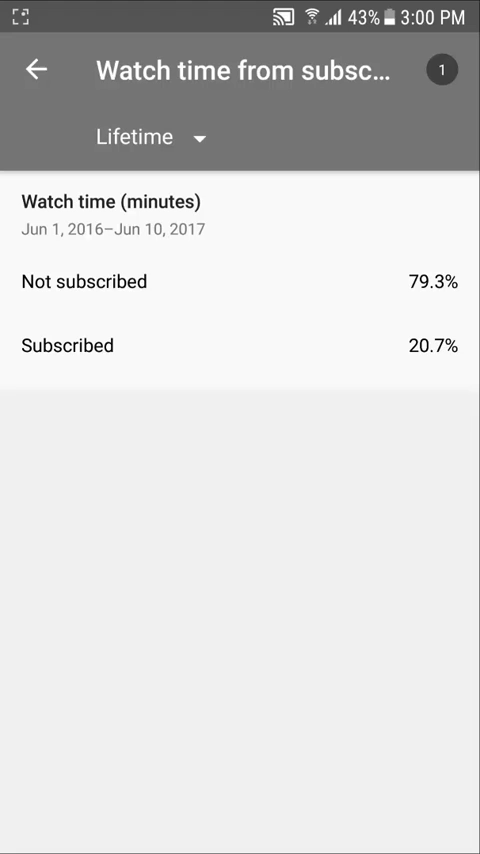 43% 3:00 PM
Watch time from subsc... 1
Lifetime
Watch time (minutes)
Jun 1, 2016–Jun 10, 2017
Not subscribed 79.3%
Subscribed 20.7%